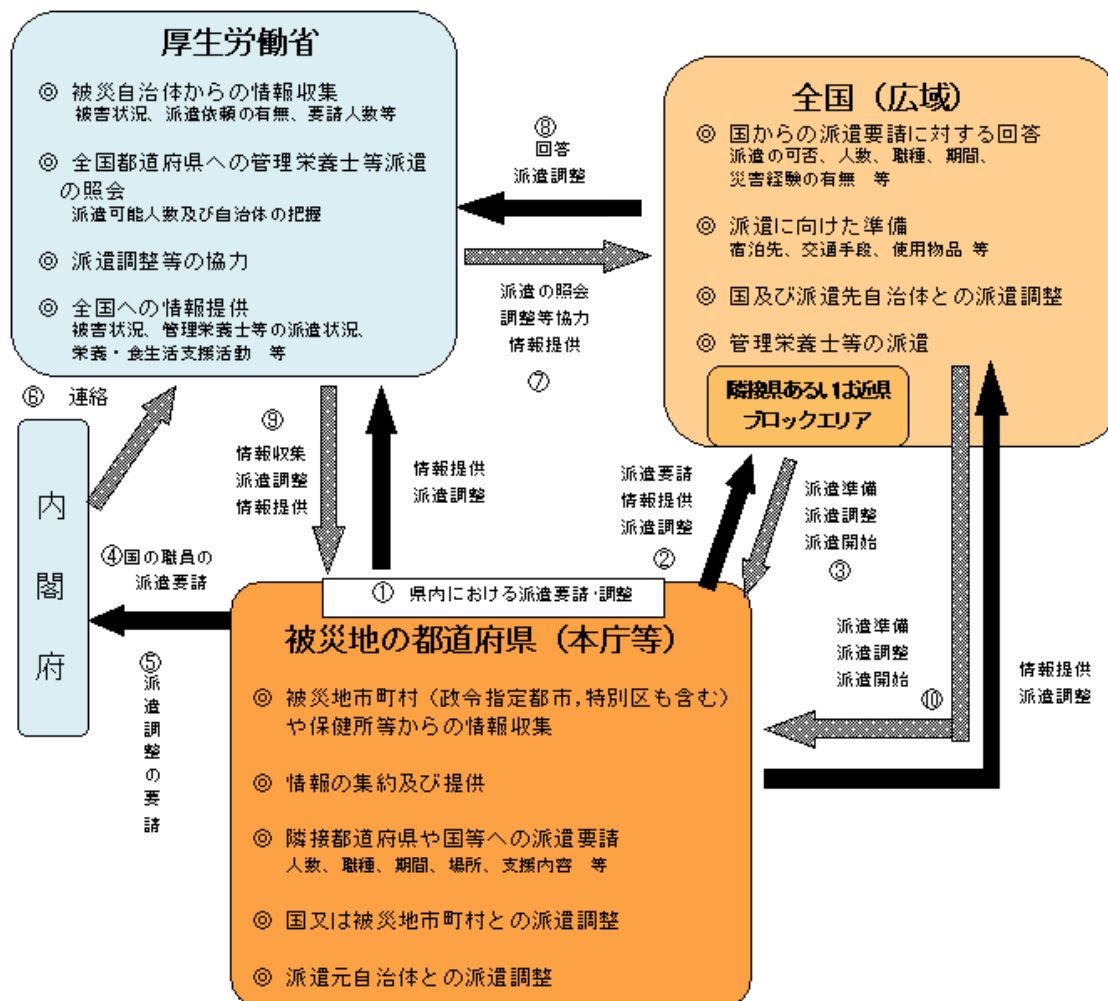 厚生労働省
◎ 被災自治体からの情報収集
被害状況、派遣依頼の有無、要請人数等
◎ 全国都道府県への管理栄養士等派遣
の照会
派遣可能人数及び自治体の把握
◎ 派遣調整等の協力
◎ 全国への情報提供
被害状況、管理栄養士等の派遣状況、
栄養・食生活支援活動 等
⑧
回答
派遣調整
派遣の照会
調整等協力
情報提供
⑦
全国（広域）
◎ 国からの派遣要請に対する回答
派遣の可否、人数、職種、期間、
災害経験の有無 等
◎ 派遣に向けた準備
宿泊先、交通手段、使用物品 等
◎ 国及び派遣先自治体との派遣調整
◎ 管理栄養士等の派遣
隣接県あるいは近県
ブロックエリア
⑥ 連絡
内閣府
⑨
情報収集
派遣調整
情報提供
情報提供
派遣調整
派遣要請
情報提供
派遣調整
②
派遣準備
派遣調整
派遣開始
③
④国の職員の
派遣要請
⑤派遣調整の要請
派遣準備
派遣調整
派遣開始
⑩
情報提供
派遣調整
① 県内における派遣要請・調整
被災地の都道府県（本庁等）
◎ 被災地市町村（政令指定都市,特別区も含む）
や保健所等からの情報収集
◎ 情報の集約及び提供
◎ 隣接都道府県や国等への派遣要請
人数、職種、期間、場所、支援内容 等
◎ 国又は被災地市町村との派遣調整
◎ 派遣元自治体との派遣調整